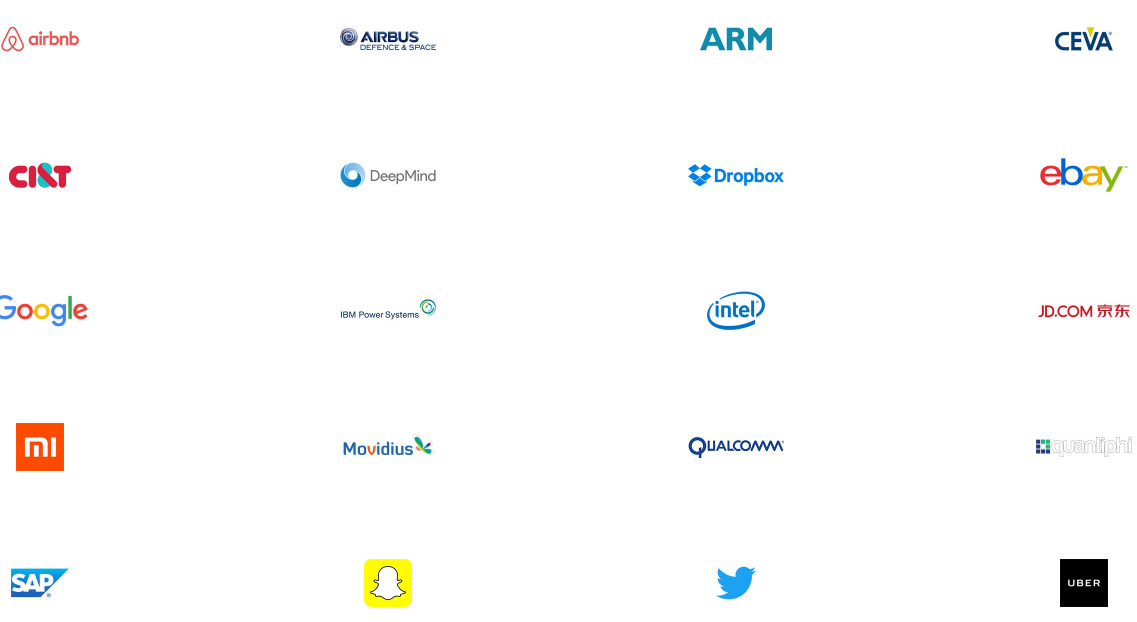 airbnb
AIRBUS
DEFENCE & SPACE
ARM
CEVA
CI&T
DeepMind
Dropbox
ebay™
Google
IBM Power Systems
intel
JD.COM 京东
MI
Movidius
QUALCOMM
quantiphi
SAP
UBER